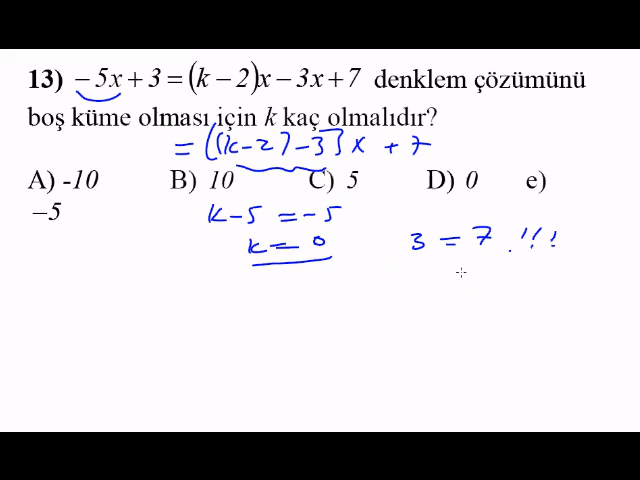 13) −5x + 3 = (k − 2)x − 3x + 7 denklem çözümünü
boş küme olması için k kaç olmalıdır?
= ((k−2)−3)x + 7
A) -10 B) 10 C) 5 D) 0 e)
−5
k−5 = −5
k = 0 3 = 7 . !!!